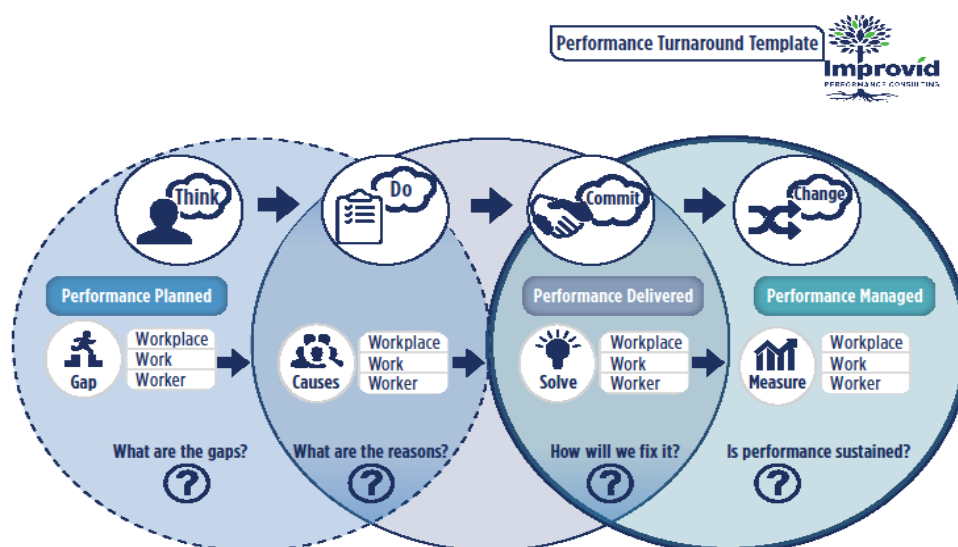 Performance Turnaround Template
Improvid
PERFORMANCE CONSULTING
Think
Do
Commit
Change
Performance Planned
Performance Delivered
Performance Managed
Gap
Workplace
Work
Worker
Causes
Workplace
Work
Worker
Solve
Workplace
Work
Worker
Measure
Workplace
Work
Worker
What are the gaps?
What are the reasons?
How will we fix it?
Is performance sustained?
?
?
?
?